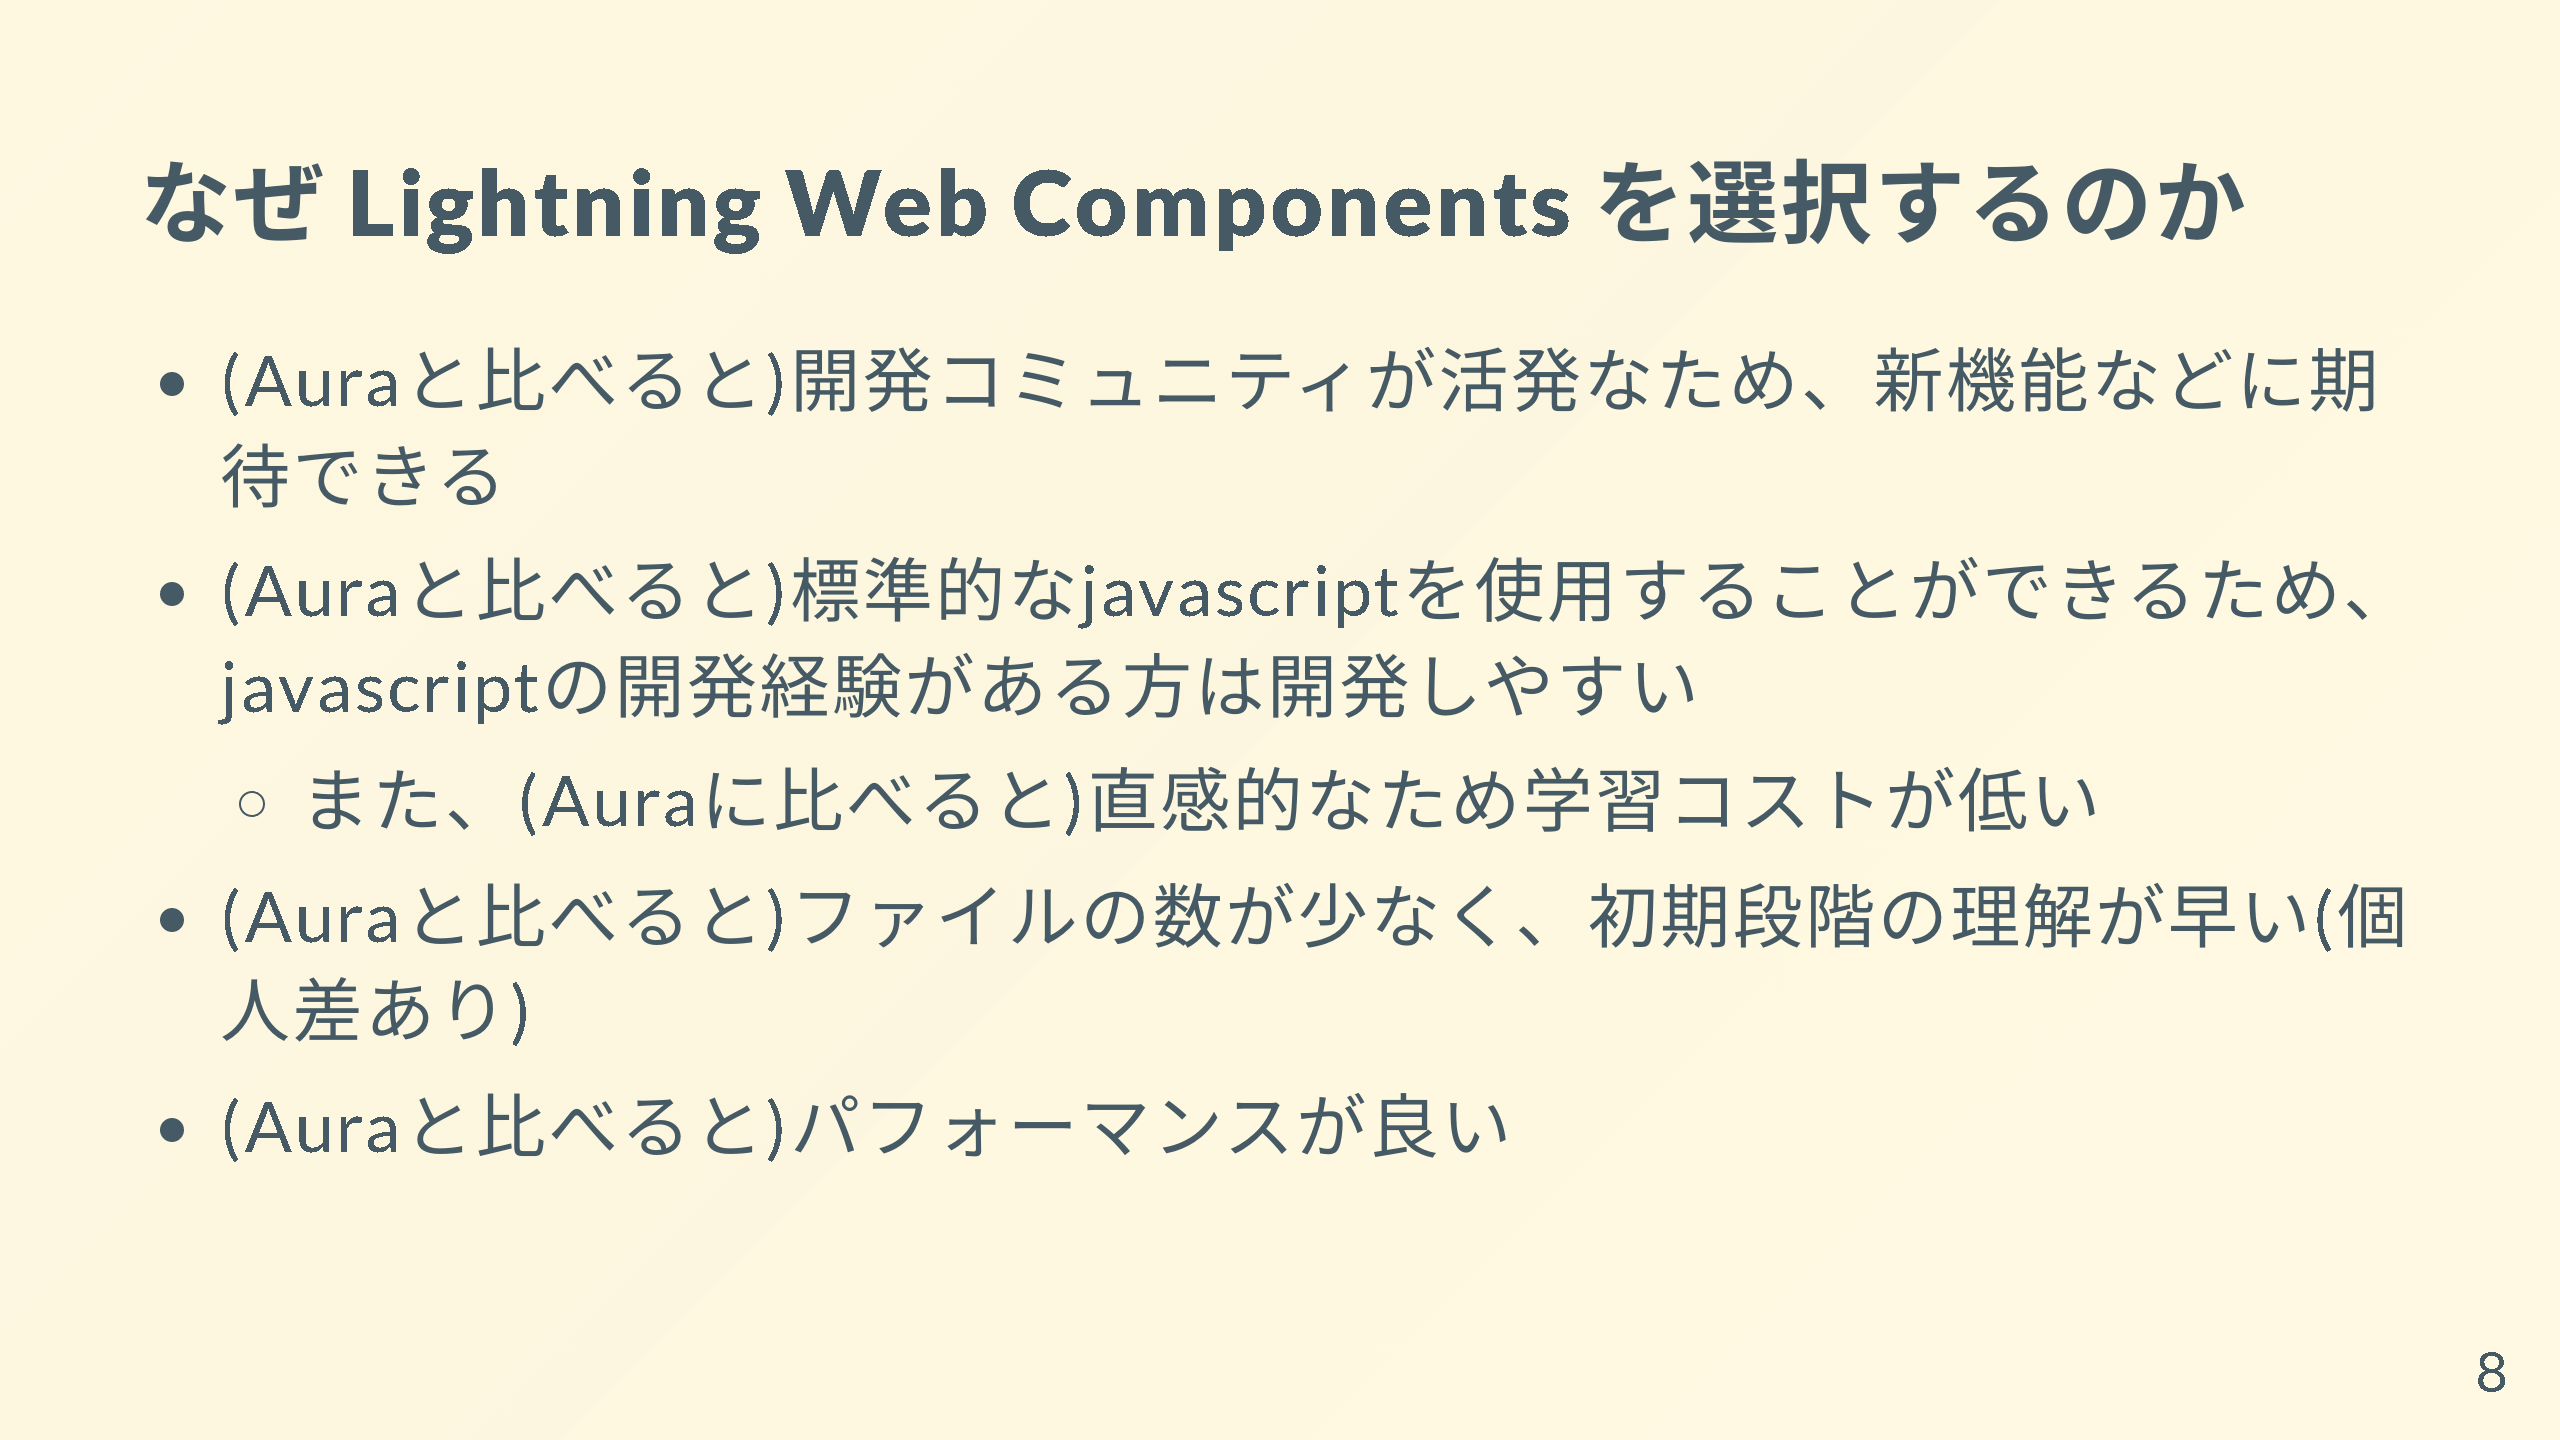 なぜ Lightning Web Components を選択するのか
• (Auraと比べると)開発コミュニティが活発なため、新機能などに期
待できる
• (Auraと比べると)標準的なjavascriptを使用することができるため、
javascriptの開発経験がある方は開発しやすい
○ また、(Auraに比べると)直感的なため学習コストが低い
• (Auraと比べると)ファイルの数が少なく、初期段階の理解が早い(個
人差あり)
• (Auraと比べると)パフォーマンスが良い
8